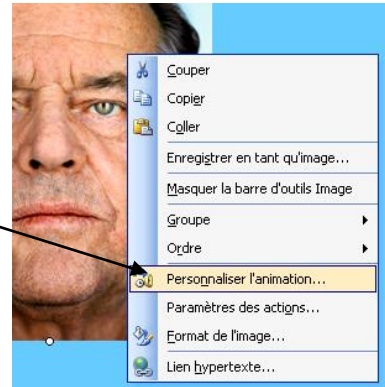 Couper
Copier
Coller
Enregistrer en tant qu'image...
Masquer la barre d'outils Image
Groupe
Ordre
Personnaliser l'animation...
Paramètres des actions...
Format de l'image...
Lien hypertexte...